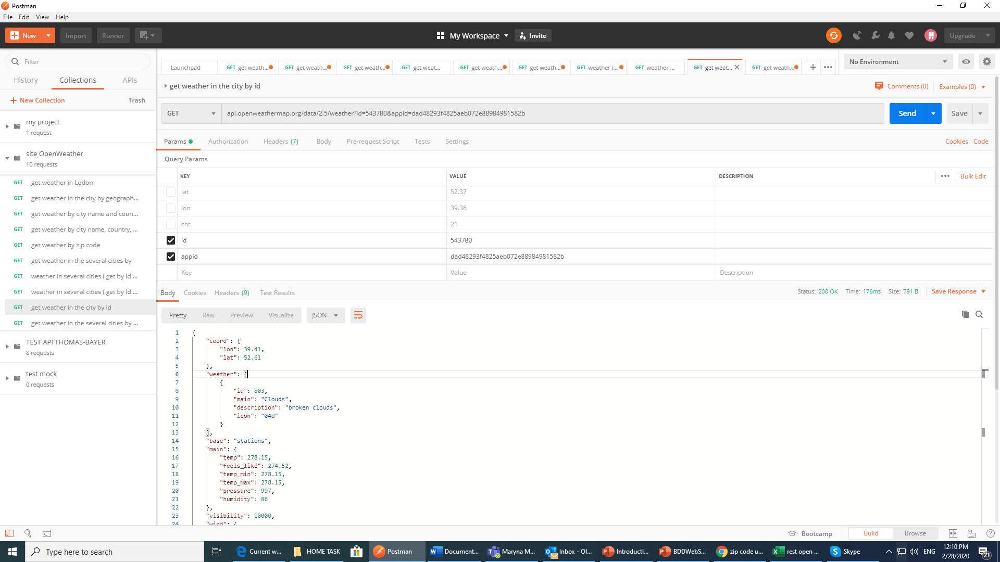 Postman
File Edit View Help
New Import Runner My Workspace Invite Upgrade
Filter
History Collections APIs
New Collection Trash
my project
1 request
site OpenWeather
10 requests
GET get weather in Lodon
GET get weather in the city by geograph...
GET get weather by city name and coun...
GET get weather by city name, country, ...
GET get weather by zip code
GET get weather in the several cities by
GET weather in several cities ( get by Id ...
GET weather in several cities ( get by Id ...
GET get weather in the city by id
GET get weather in the several cities by ...
TEST API THOMAS-BAYER
8 requests
test mock
0 requests
Launchpad GET get weath... GET get weath... GET get weath... GET get weat... GET get weath... GET get weath... GET weather i... GET weather ... GET get weat... GET get weath... No Environment
get weather in the city by id Comments (0) Examples (0)
GET api.openweathermap.org/data/2.5/weather?id=543780&appid=dad48293f4825aeb072e88984981582b Send Save
Params Authorization Headers (7) Body Pre-request Script Tests Settings Cookies Code
Query Params
KEY VALUE DESCRIPTION Bulk Edit
lat 52.37
lon 39.36
cnt 21
id 543780
appid dad48293f4825aeb072e88984981582b
Key Value Description
Body Cookies Headers (9) Test Results Status: 200 OK Time: 176ms Size: 791 B Save Response
Pretty Raw Preview Visualize JSON
1 {
2 "coord": {
3 "lon": 39.41,
4 "lat": 52.61
5 },
6 "weather": [
7 {
8 "id": 803,
9 "main": "Clouds",
10 "description": "broken clouds",
11 "icon": "04d"
12 }
13 ],
14 "base": "stations",
15 "main": {
16 "temp": 278.15,
17 "feels_like": 274.52,
18 "temp_min": 278.15,
19 "temp_max": 278.15,
20 "pressure": 997,
21 "humidity": 86
22 },
23 "visibility": 10000,
24 "wind": {
Bootcamp Build Browse
Type here to search Current w... HOME TASK Postman Document... Maryna M... Inbox - Ol... Introducti... BDDWebS... zip code u... rest open ... Skype ENG 12:10 PM
2/28/2020 21